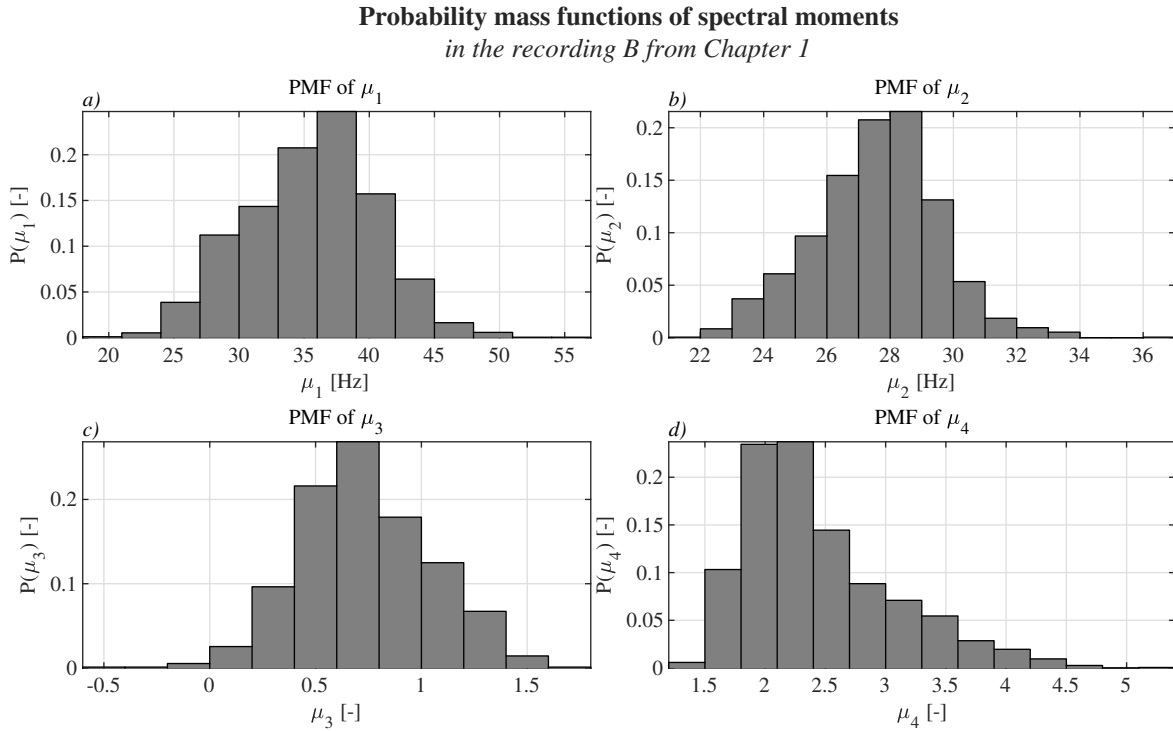 Probability mass functions of spectral moments
in the recording B from Chapter 1
a)
PMF of μ1
0.2
0.15
0.1
0.05
0
P(μ1) [-]
20 25 30 35 40 45 50 55
μ1 [Hz]
b)
PMF of μ2
0.2
0.15
0.1
0.05
0
P(μ2) [-]
22 24 26 28 30 32 34 36
μ2 [Hz]
c)
PMF of μ3
0.2
0.1
0
P(μ3) [-]
-0.5 0 0.5 1 1.5
μ3 [-]
d)
PMF of μ4
0.2
0.15
0.1
0.05
0
P(μ4) [-]
1.5 2 2.5 3 3.5 4 4.5 5
μ4 [-]